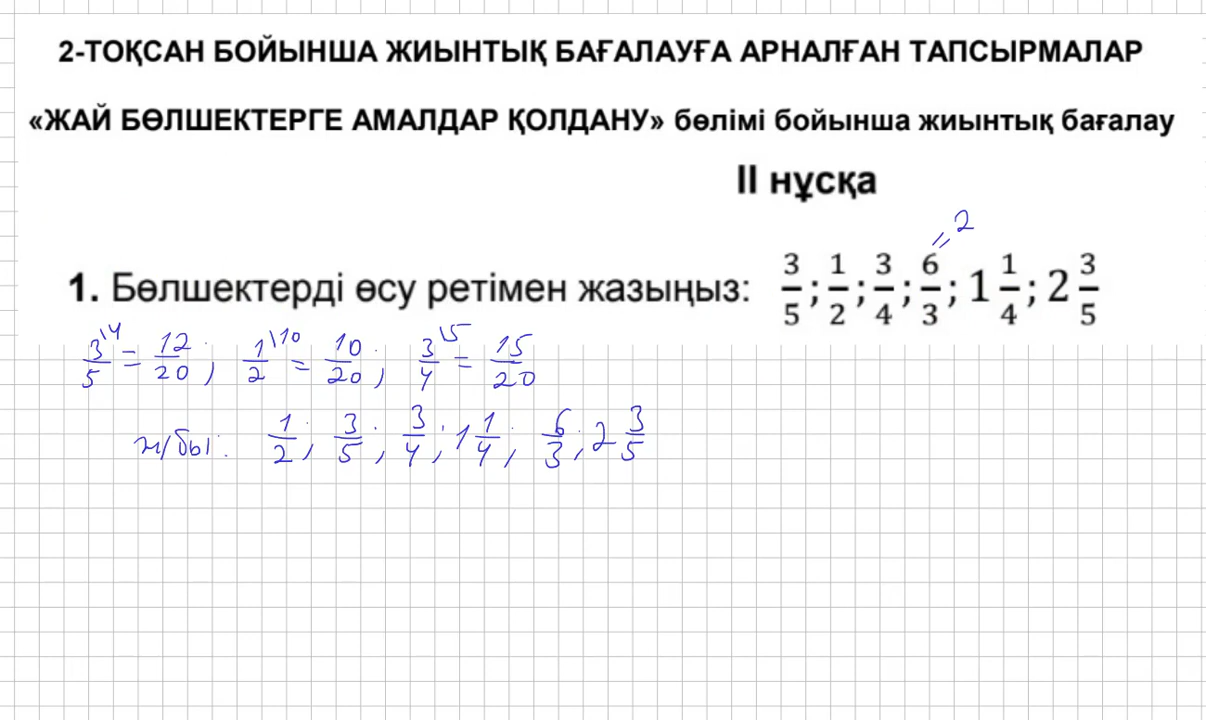 2-ТОҚСАН БОЙЫНША ЖИЫНТЫҚ БАҒАЛАУҒА АРНАЛҒАН ТАПСЫРМАЛАР
«ЖАЙ БӨЛШЕКТЕРГЕ АМАЛДАР ҚОЛДАНУ» бөлімі бойынша жиынтық бағалау
II нұсқа
1. Бөлшектерді өсу ретімен жазыңыз: 3/5; 1/2; 3/4; 6/3; 1 1/4; 2 3/5
= 2
3/5 \4 = 12/20; 1/2 \10 = 10/20; 3/4 \5 = 15/20
ж/бы: 1/2; 3/5; 3/4; 1 1/4; 6/3; 2 3/5